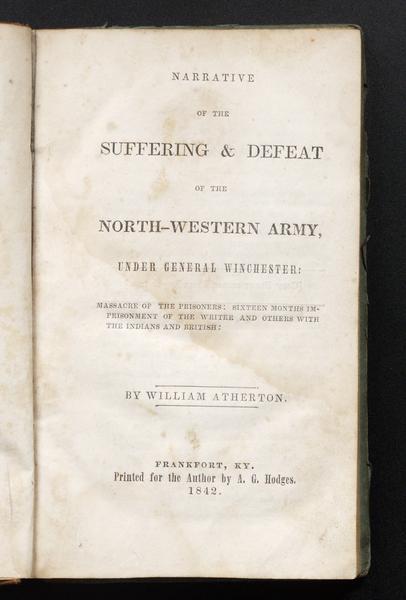 NARRATIVE
OF THE
SUFFERING & DEFEAT
OF THE
NORTH-WESTERN ARMY,
UNDER GENERAL WINCHESTER:
MASSACRE OF THE PRISONERS: SIXTEEN MONTHS IM-
PRISONMENT OF THE WRITER AND OTHERS WITH
THE INDIANS AND BRITISH:
BY WILLIAM ATHERTON.
FRANKFORT, KY.
Printed for the Author by A. G. Hodges.
1842.